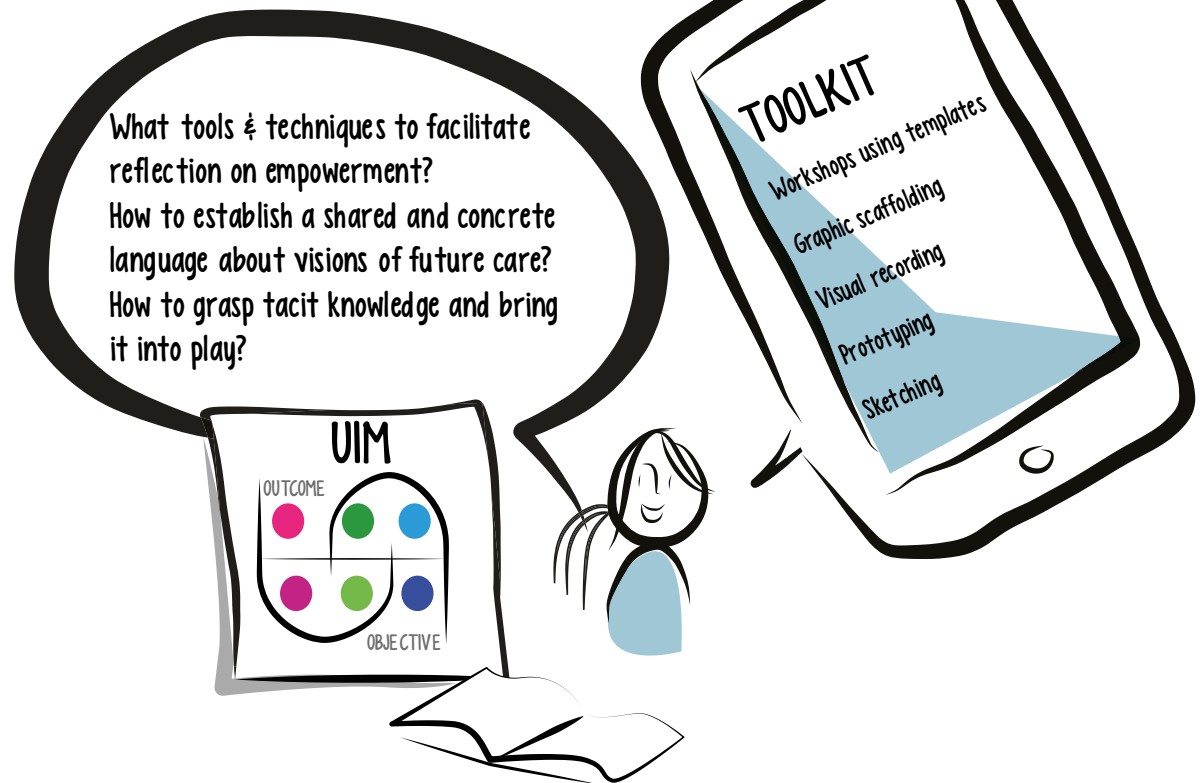 What tools & techniques to facilitate
reflection on empowerment?
How to establish a shared and concrete
language about visions of future care?
How to grasp tacit knowledge and bring
it into play?
UIM
OUTCOME
OBJECTIVE
TOOLKIT
Workshops using templates
Graphic scaffolding
Visual recording
Prototyping
Sketching